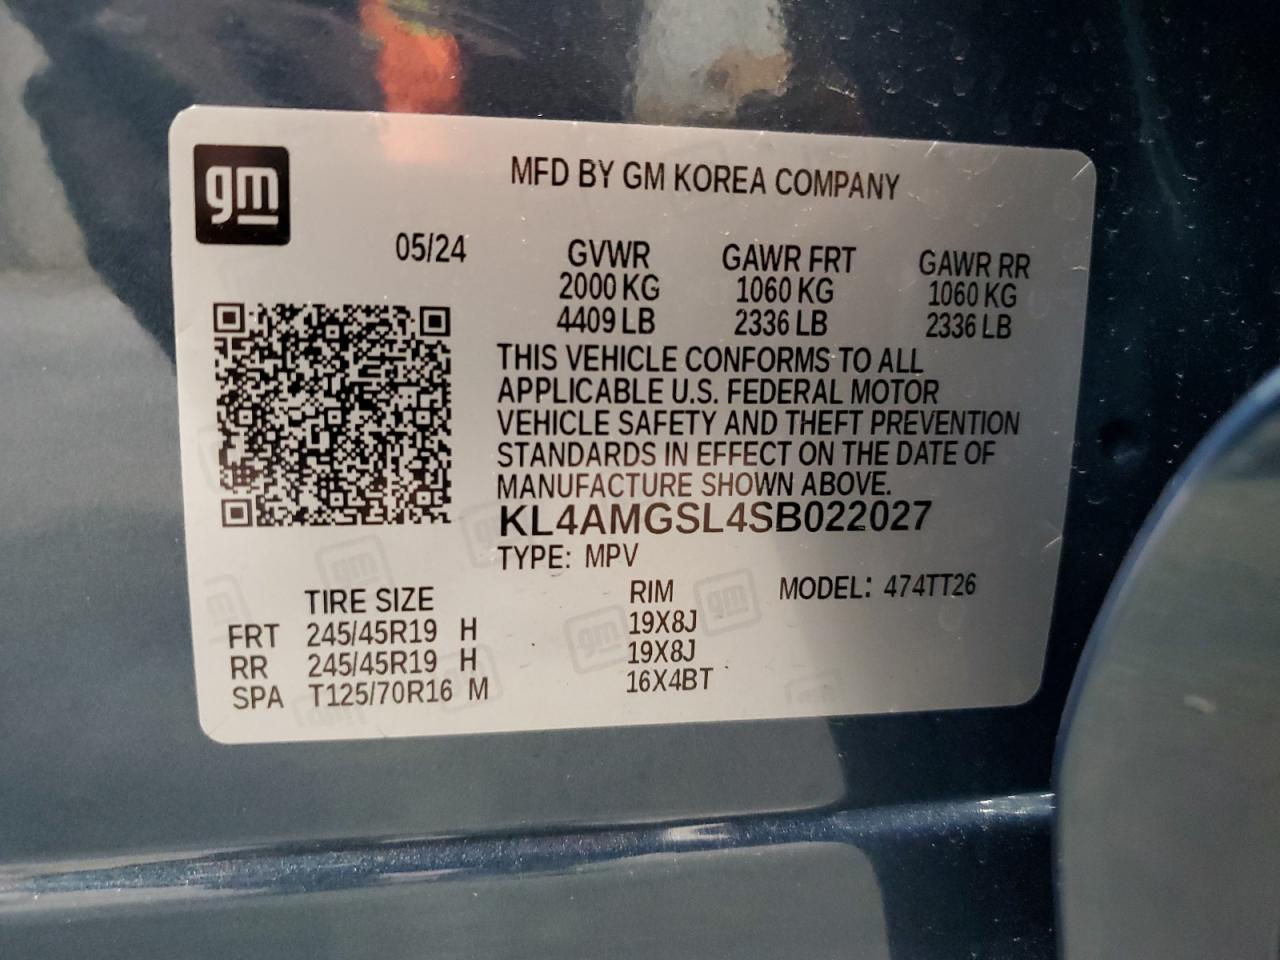 gm
MFD BY GM KOREA COMPANY
05/24 GVWR GAWR FRT GAWR RR
2000 KG 1060 KG 1060 KG
4409 LB 2336 LB 2336 LB
THIS VEHICLE CONFORMS TO ALL
APPLICABLE U.S. FEDERAL MOTOR
VEHICLE SAFETY AND THEFT PREVENTION
STANDARDS IN EFFECT ON THE DATE OF
MANUFACTURE SHOWN ABOVE.
KL4AMGSL4SB022027
TYPE: MPV
TIRE SIZE RIM MODEL: 474TT26
FRT 245/45R19 H 19X8J
RR 245/45R19 H 19X8J
SPA T125/70R16 M 16X4BT